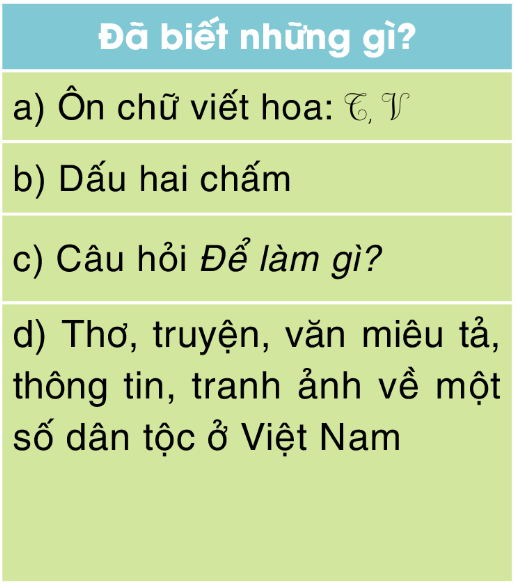 Đã biết những gì?
a) Ôn chữ viết hoa: T, V
b) Dấu hai chấm
c) Câu hỏi Để làm gì?
d) Thơ, truyện, văn miêu tả,
thông tin, tranh ảnh về một
số dân tộc ở Việt Nam